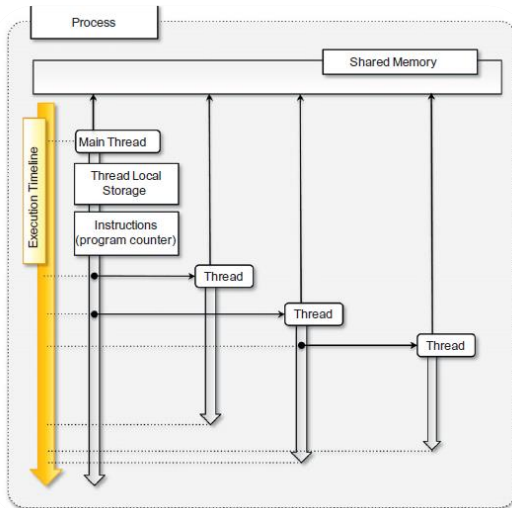 Process
Shared Memory
Execution Timeline
Main Thread
Thread Local
Storage
Instructions
(program counter)
Thread
Thread
Thread